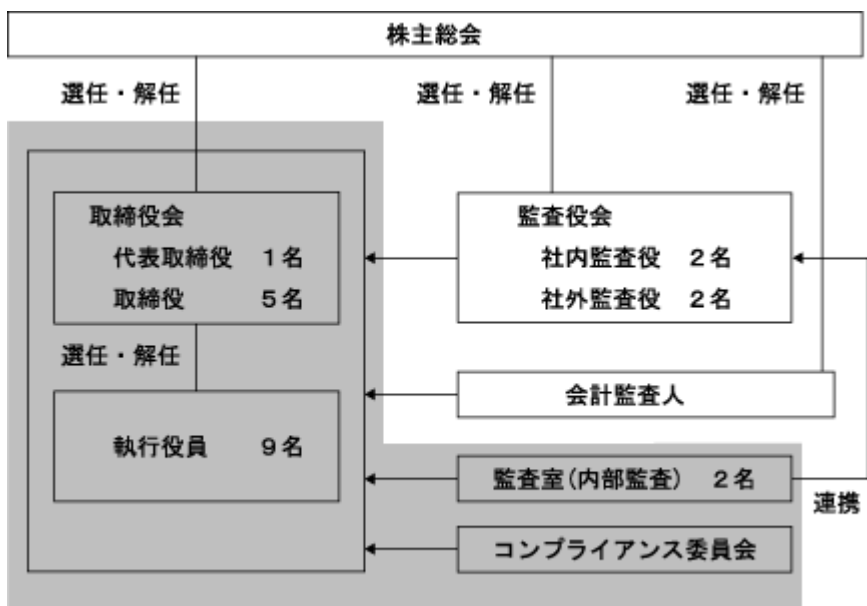 株主総会
選任・解任
選任・解任
選任・解任
取締役会
代表取締役　１名
取締役　　　５名
監査役会
社内監査役　２名
社外監査役　２名
選任・解任
会計監査人
執行役員　　９名
監査室(内部監査)　２名
連携
コンプライアンス委員会